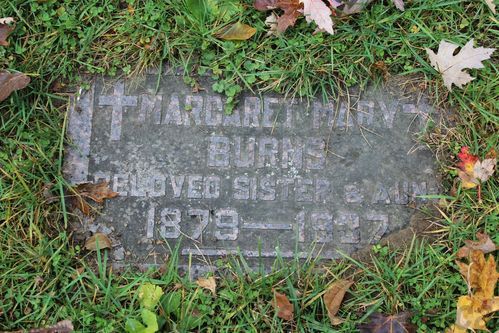 MARGARET MARY
BURNS
BELOVED SISTER & AUNT
1879 – 1937